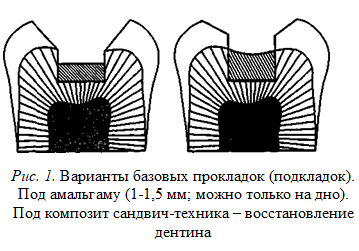 Рис. 1. Варианты базовых прокладок (подкладок).
Под амальгаму (1-1,5 мм; можно только на дно).
Под композит сандвич-техника – восстановление
дентина